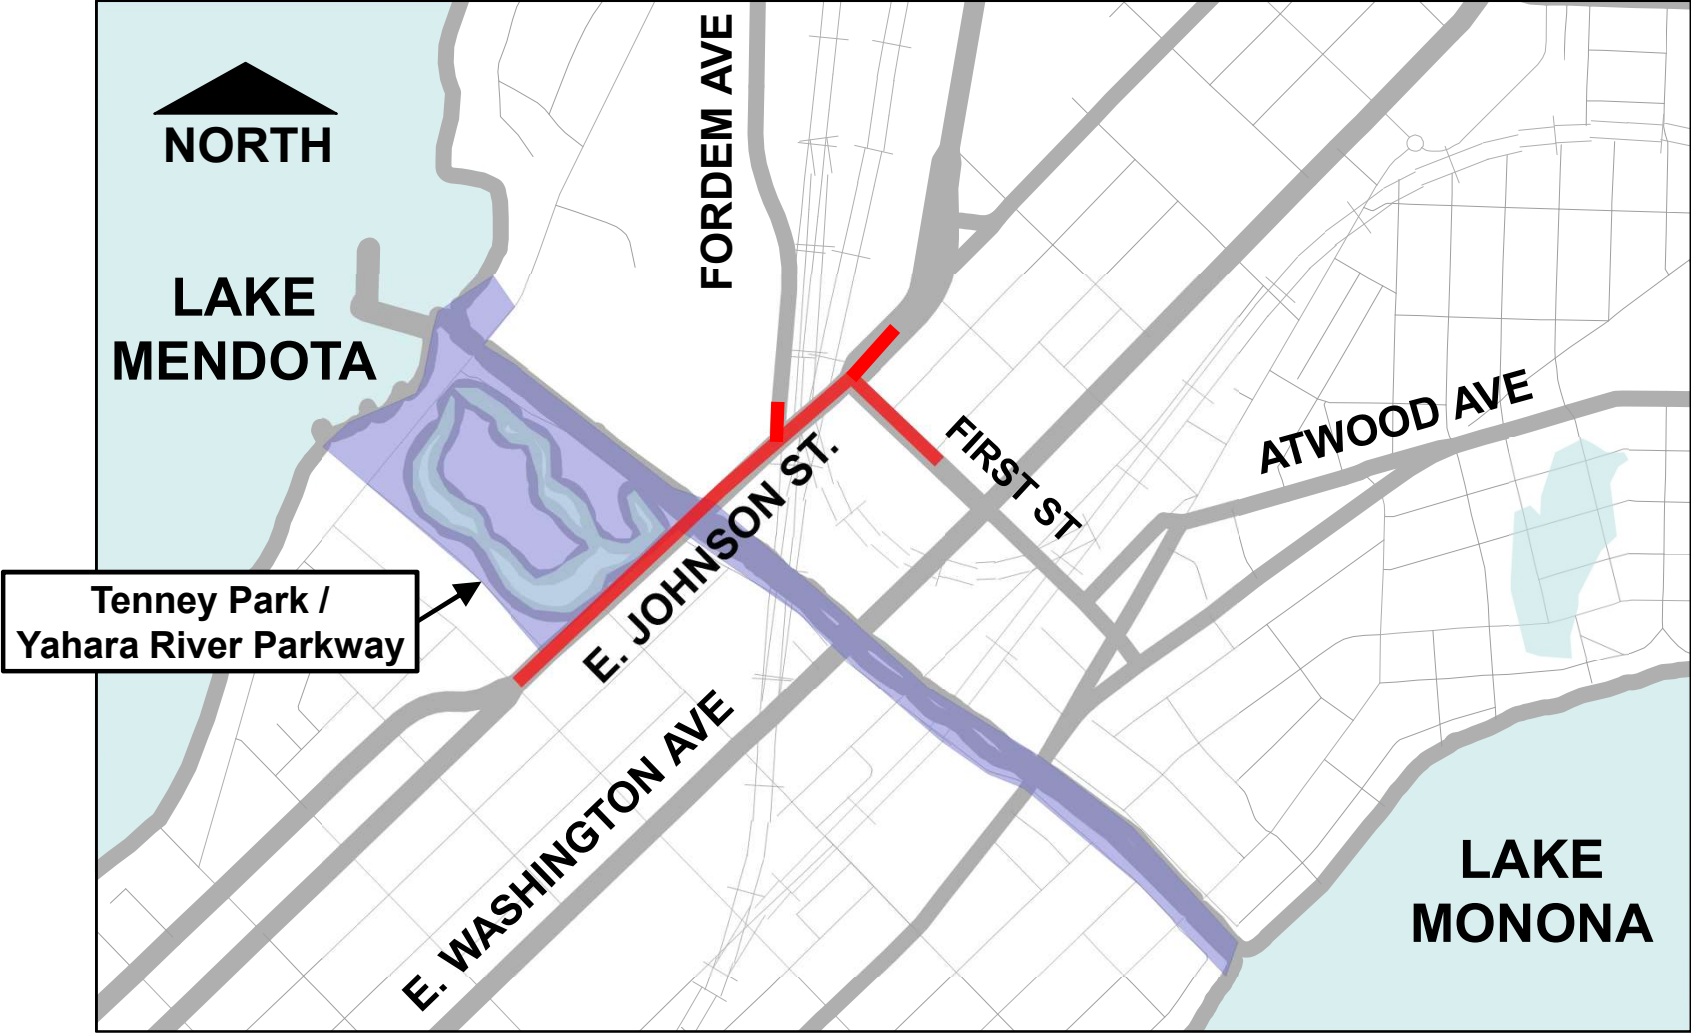 NORTH
LAKE
MENDOTA
FORDEM AVE
E. JOHNSON ST.
FIRST ST
ATWOOD AVE
Tenney Park /
Yahara River Parkway
E. WASHINGTON AVE
LAKE
MONONA